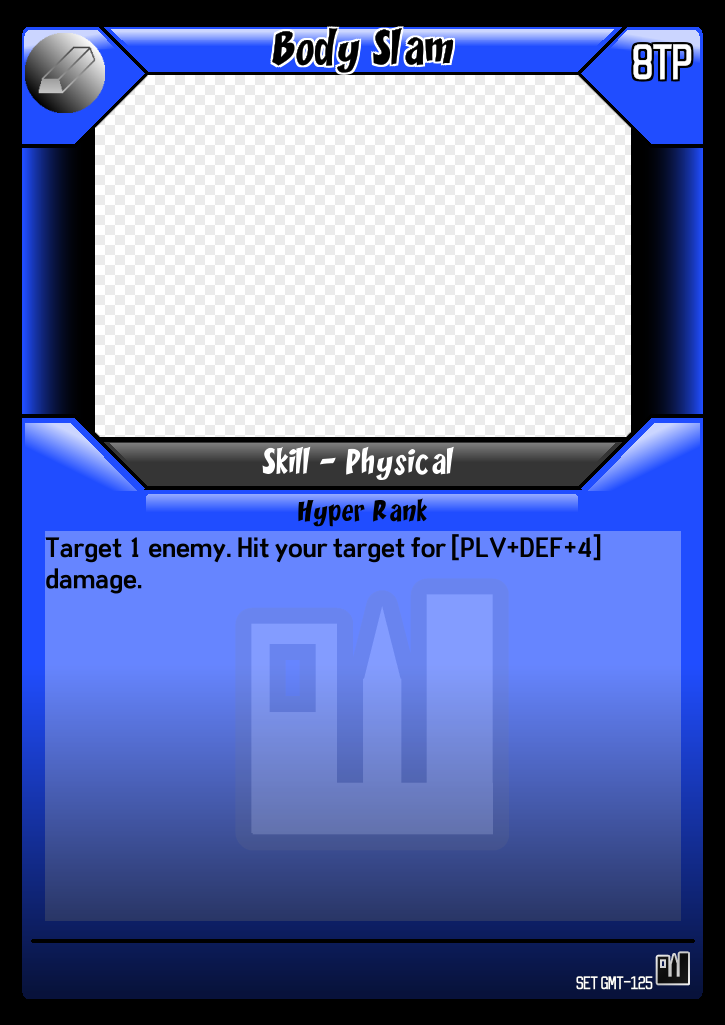 Body Slam
8TP
Skill - Physical
Hyper Rank
Target 1 enemy. Hit your target for [PLV+DEF+4]
damage.
SET GMT-125